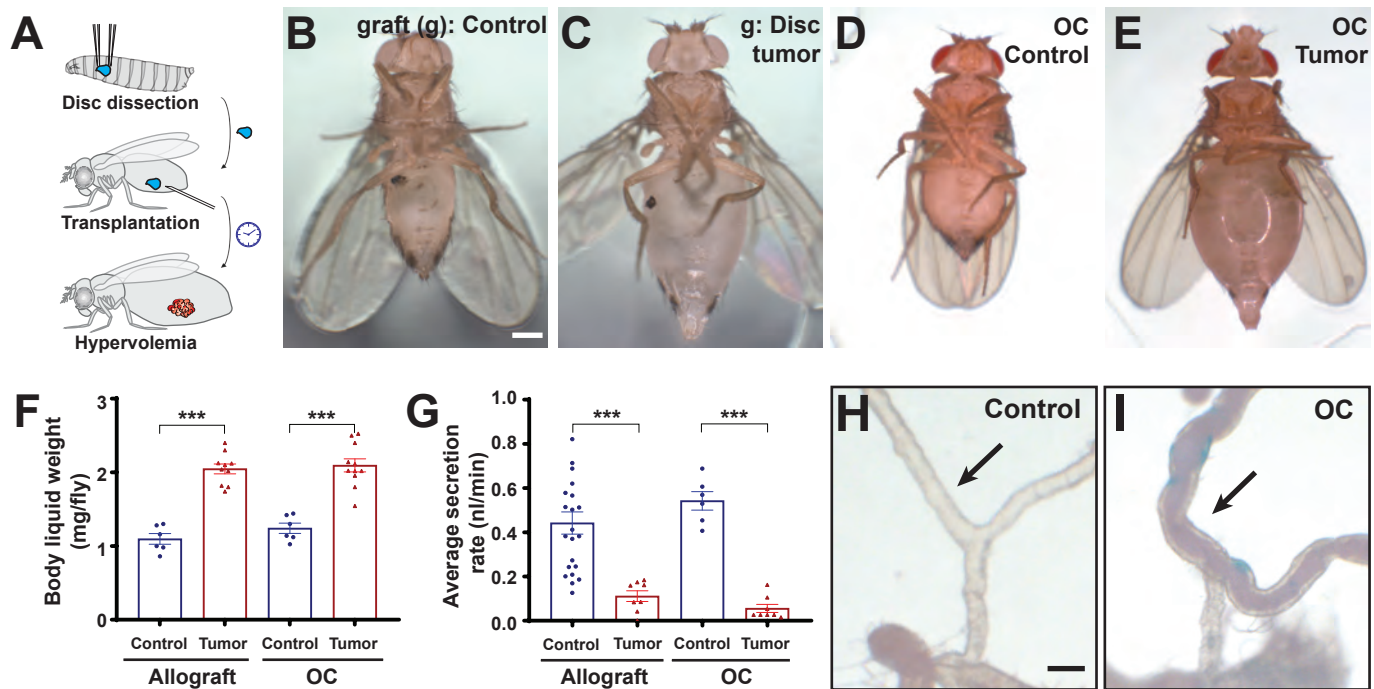 A
Disc dissection
Transplantation
Hypervolemia
B
graft (g): Control
C
g: Disc
tumor
D
OC
Control
E
OC
Tumor
F
Body liquid weight
(mg/fly)
3
2
1
0
***
***
Control
Tumor
Control
Tumor
Allograft
OC
G
Average secretion
rate (nl/min)
1.0
0.8
0.6
0.4
0.2
0.0
***
***
Control
Tumor
Control
Tumor
Allograft
OC
H
Control
I
OC